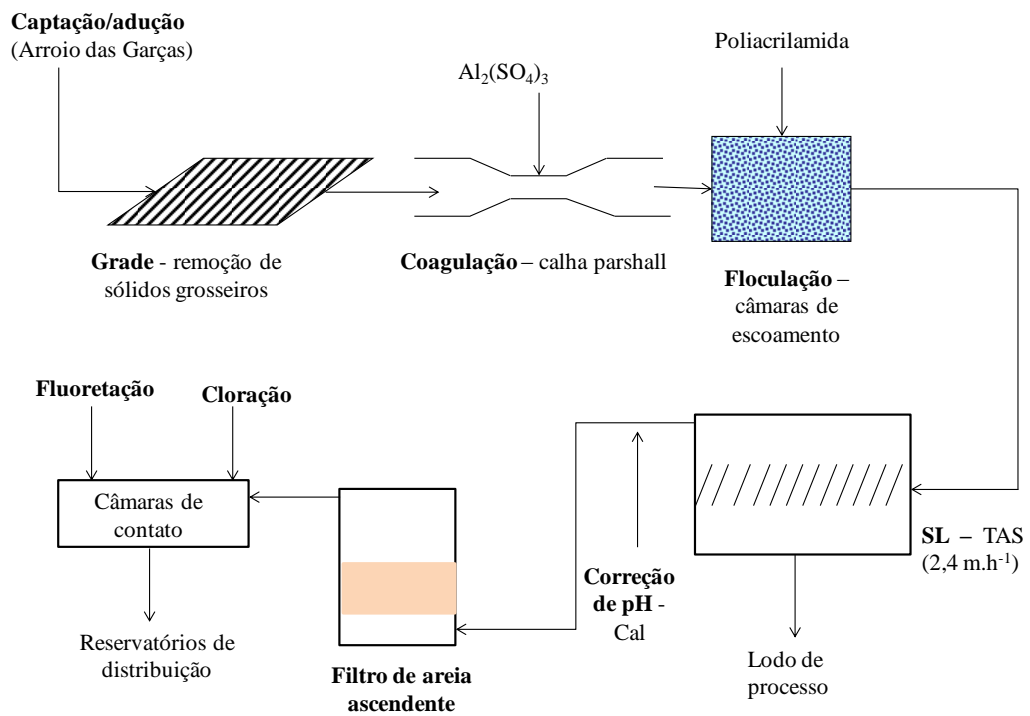 Captação/adução
(Arroio das Garças)
Al₂(SO₄)₃
Poliacrilamida
Grade - remoção de
sólidos grosseiros
Coagulação – calha parshall
Floculação –
câmaras de
escoamento
Fluoretação
Cloração
Câmaras de
contato
Reservatórios de
distribuição
Filtro de areia
ascendente
Correção
de pH -
Cal
SL – TAS
(2,4 m.h⁻¹)
Lodo de
processo